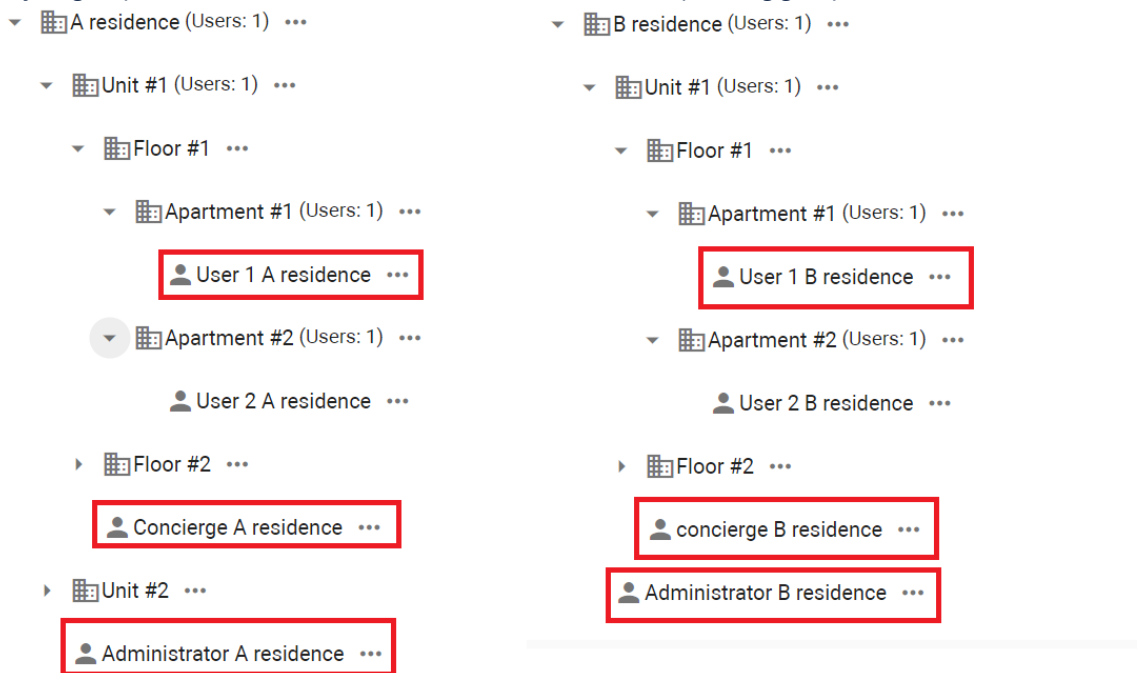 A residence (Users: 1) •••
Unit #1 (Users: 1) •••
Floor #1 •••
Apartment #1 (Users: 1) •••
User 1 A residence •••
Apartment #2 (Users: 1) •••
User 2 A residence •••
Floor #2 •••
Concierge A residence •••
Unit #2 •••
Administrator A residence •••
B residence (Users: 1) •••
Unit #1 (Users: 1) •••
Floor #1 •••
Apartment #1 (Users: 1) •••
User 1 B residence •••
Apartment #2 (Users: 1) •••
User 2 B residence •••
Floor #2 •••
concierge B residence •••
Administrator B residence •••